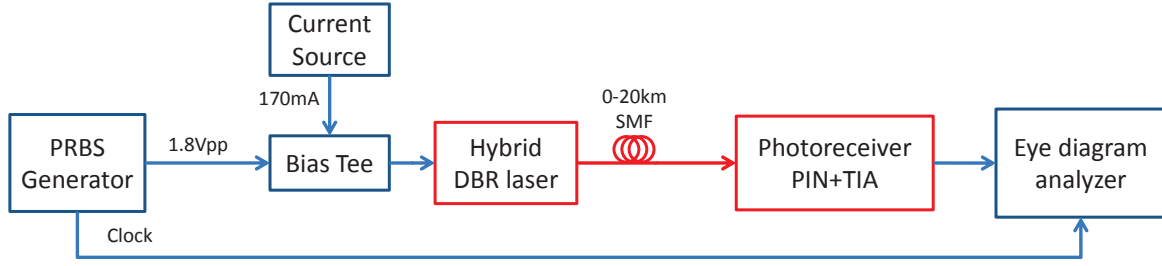 Current
Source
170mA
0-20km
SMF
PRBS
Generator
1.8Vpp
Bias Tee
Hybrid
DBR laser
Photoreceiver
PIN+TIA
Eye diagram
analyzer
Clock